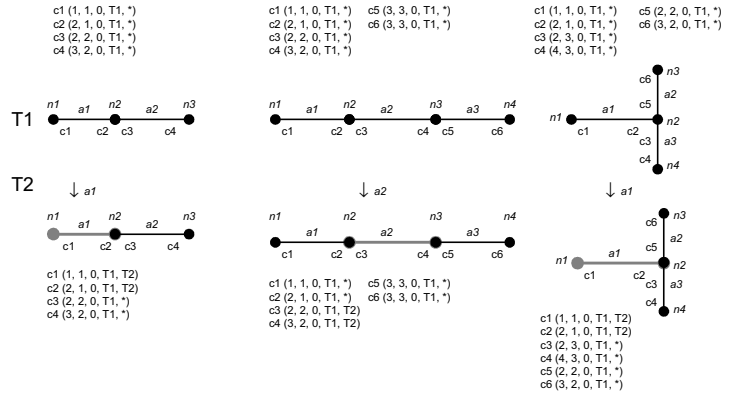 c1 (1, 1, 0, T1, *)
c2 (2, 1, 0, T1, *)
c3 (2, 2, 0, T1, *)
c4 (3, 2, 0, T1, *)
c1 (1, 1, 0, T1, *) c5 (3, 3, 0, T1, *)
c2 (2, 1, 0, T1, *) c6 (3, 3, 0, T1, *)
c3 (2, 2, 0, T1, *)
c4 (3, 2, 0, T1, *)
c1 (1, 1, 0, T1, *) c5 (2, 2, 0, T1, *)
c2 (2, 1, 0, T1, *) c6 (3, 2, 0, T1, *)
c3 (2, 3, 0, T1, *)
c4 (4, 3, 0, T1, *)
T1
n1 a1 n2 a2 n3
c1 c2 c3 c4
n1 a1 n2 a2 n3 a3 n4
c1 c2 c3 c4 c5 c6
c6 n3
a2
c5
n1 a1 n2
c1 c2
c3 a3
c4 n4
T2
↓ a1
↓ a2
↓ a1
n1 a1 n2 a2 n3
c1 c2 c3 c4
n1 a1 n2 a2 n3 a3 n4
c1 c2 c3 c4 c5 c6
c6 n3
c5 a2
n1 a1 n2
c1 c2
c3 a3
c4 n4
c1 (1, 1, 0, T1, T2)
c2 (2, 1, 0, T1, T2)
c3 (2, 2, 0, T1, *)
c4 (3, 2, 0, T1, *)
c1 (1, 1, 0, T1, *) c5 (3, 3, 0, T1, *)
c2 (2, 1, 0, T1, *) c6 (3, 3, 0, T1, *)
c3 (2, 2, 0, T1, T2)
c4 (3, 2, 0, T1, T2)
c1 (1, 1, 0, T1, T2)
c2 (2, 1, 0, T1, T2)
c3 (2, 3, 0, T1, *)
c4 (4, 3, 0, T1, *)
c5 (2, 2, 0, T1, *)
c6 (3, 2, 0, T1, *)